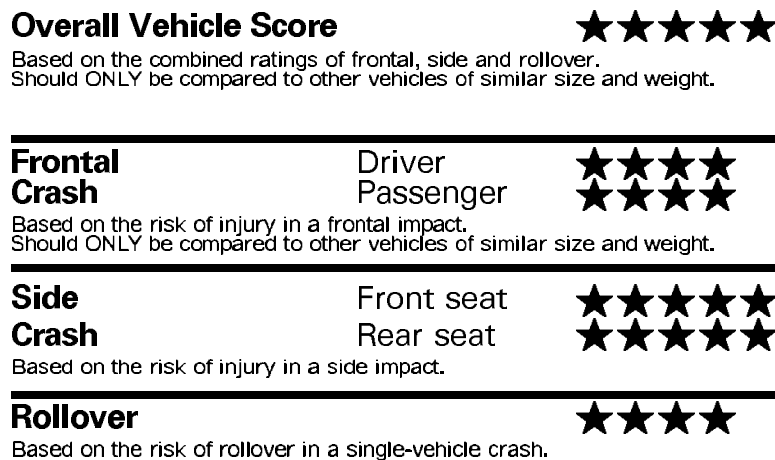 Overall Vehicle Score ★★★★★
Based on the combined ratings of frontal, side and rollover.
Should ONLY be compared to other vehicles of similar size and weight.
Frontal Driver ★★★★
Crash Passenger ★★★★
Based on the risk of injury in a frontal impact.
Should ONLY be compared to other vehicles of similar size and weight.
Side Front seat ★★★★★
Crash Rear seat ★★★★★
Based on the risk of injury in a side impact.
Rollover ★★★★
Based on the risk of rollover in a single-vehicle crash.